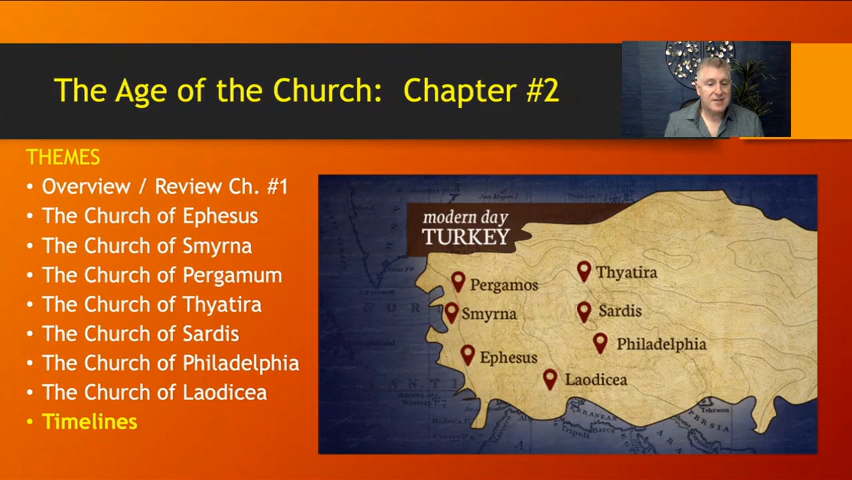 The Age of the Church: Chapter #2
THEMES
• Overview / Review Ch. #1
• The Church of Ephesus
• The Church of Smyrna
• The Church of Pergamum
• The Church of Thyatira
• The Church of Sardis
• The Church of Philadelphia
• The Church of Laodicea
• Timelines
modern day
TURKEY
Pergamos
Thyatira
Smyrna
Sardis
Philadelphia
Ephesus
Laodicea